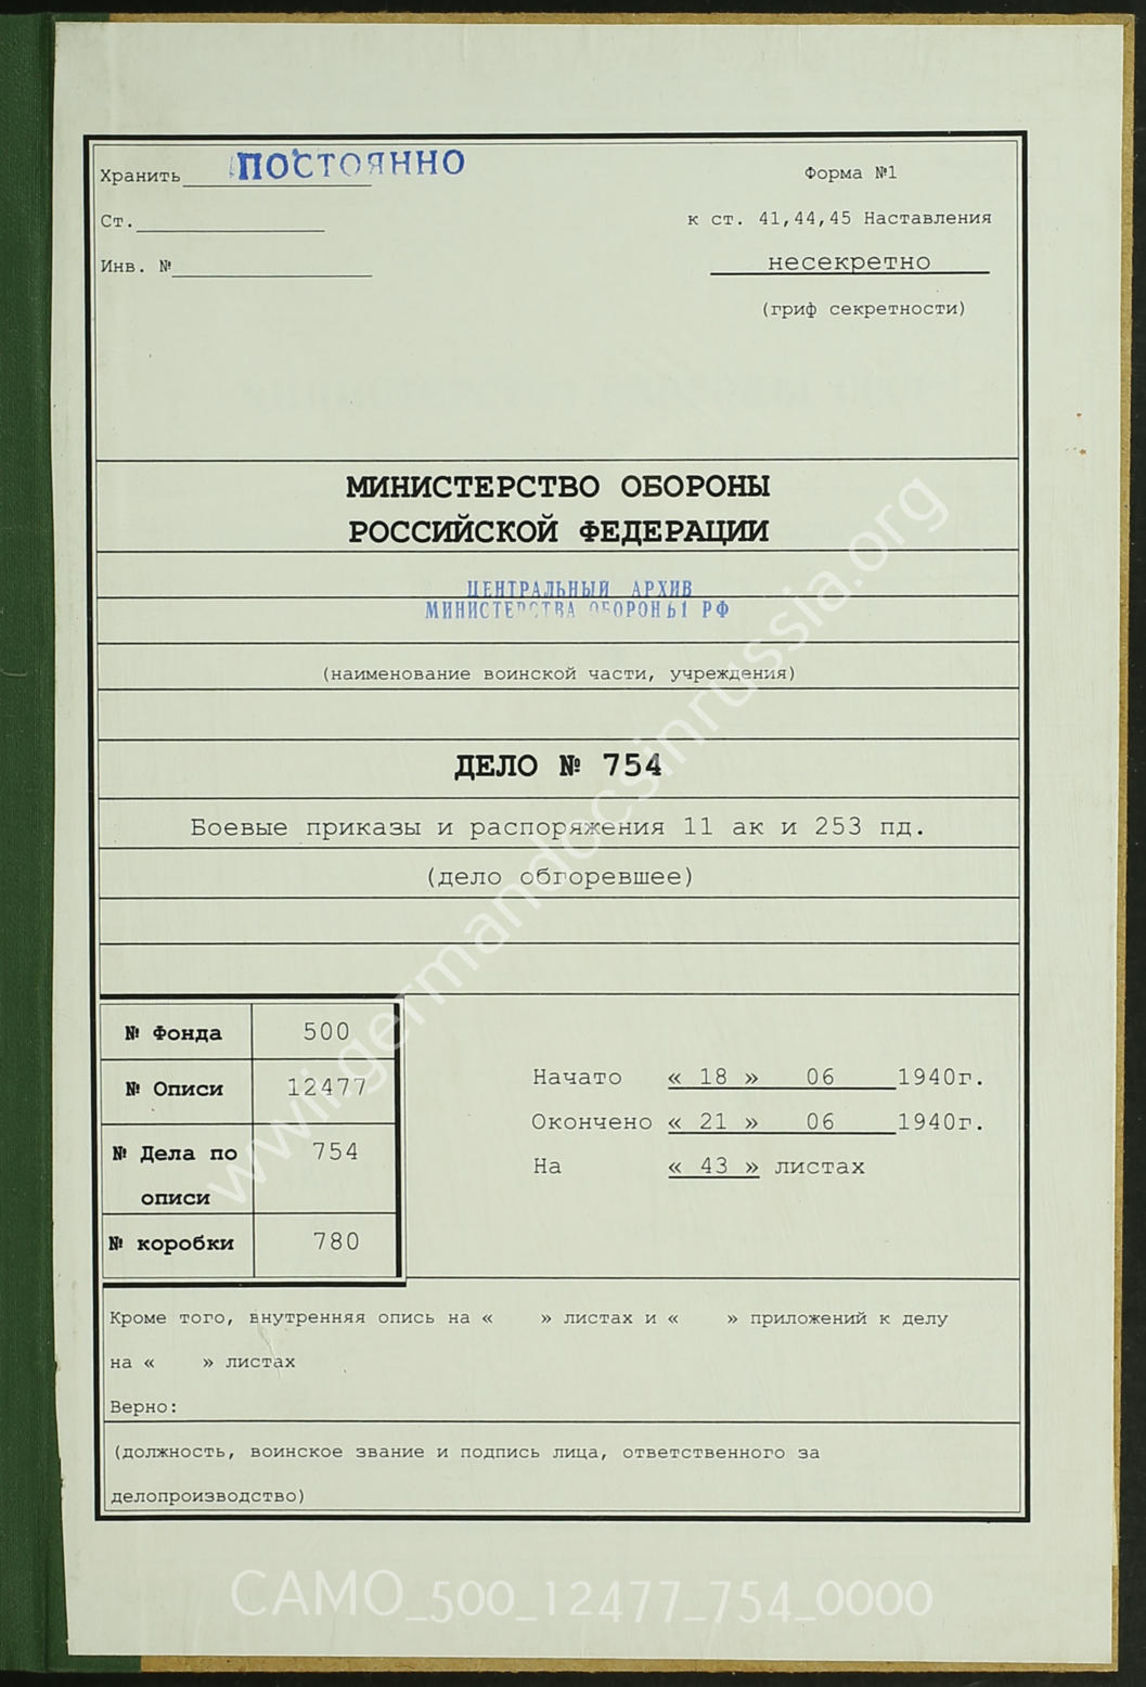 Хранить ПОСТОЯННО
Форма №1
Ст.
к ст. 41,44,45 Наставления
Инв. №
несекретно
(гриф секретности)
МИНИСТЕРСТВО ОБОРОНЫ
РОССИЙСКОЙ ФЕДЕРАЦИИ
ЦЕНТРАЛЬНЫЙ АРХИВ
МИНИСТЕРСТВА ОБОРОНЫ РФ
(наименование воинской части, учреждения)
ДЕЛО № 754
Боевые приказы и распоряжения 11 ак и 253 пд.
(дело обгоревшее)
№ Фонда 500
№ Описи 12477
№ Дела по 754
описи
№ коробки 780
Начато « 18 » 06 1940г.
Окончено « 21 » 06 1940г.
На « 43 » листах
Кроме того, внутренняя опись на « » листах и « » приложений к делу
на « » листах
Верно:
(должность, воинское звание и подпись лица, ответственного за
делопроизводство)
www.germandocsinrussia.org
CAMO_500_12477_754_0000